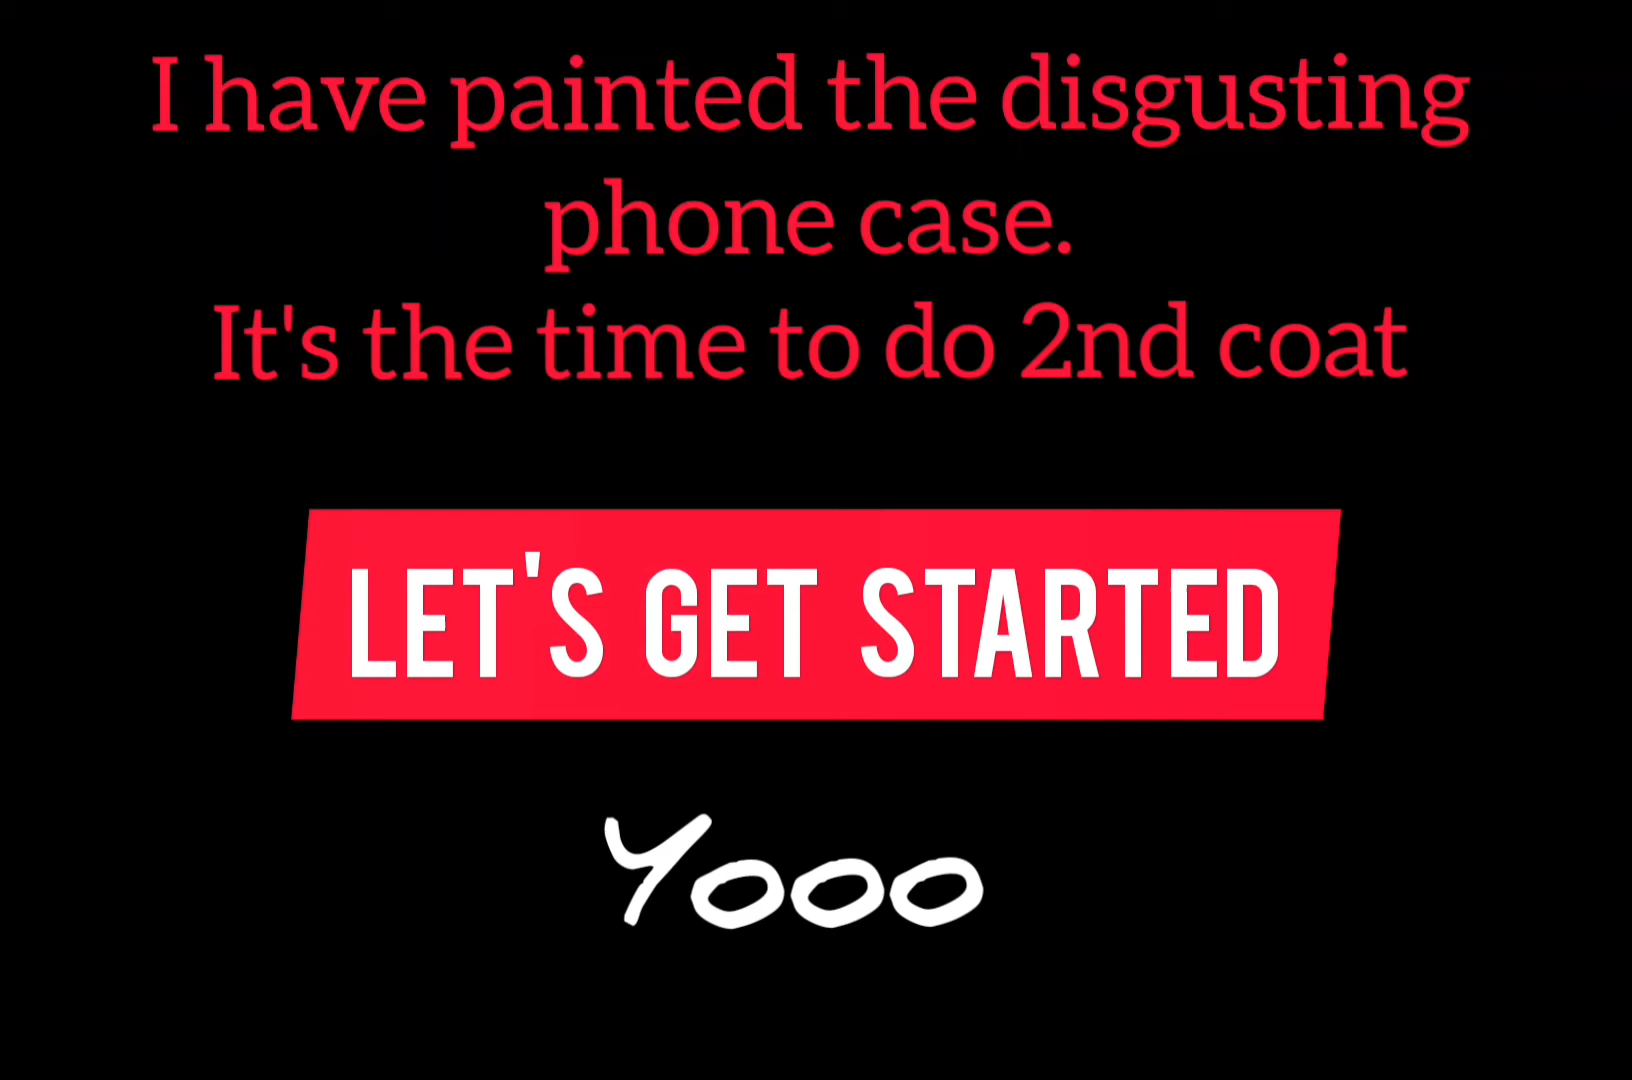 I have painted the disgusting
phone case.
It's the time to do 2nd coat
LET'S GET STARTED
Yooo